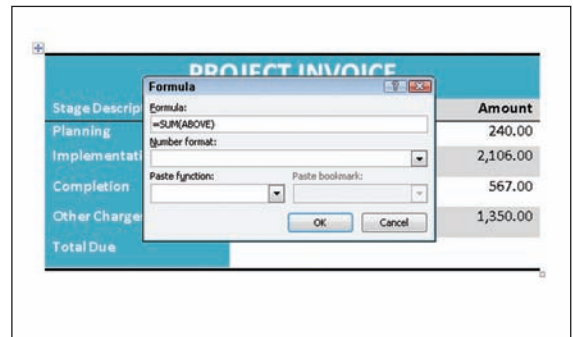 PROJECT INVOICE
Formula
Stage Descrip
Amount
Formula:
=SUM(ABOVE)
Planning
240.00
Number format:
Implementati
2,106.00
Paste function:
Paste bookmark:
Completion
567.00
Other Charge
1,350.00
OK
Cancel
Total Due